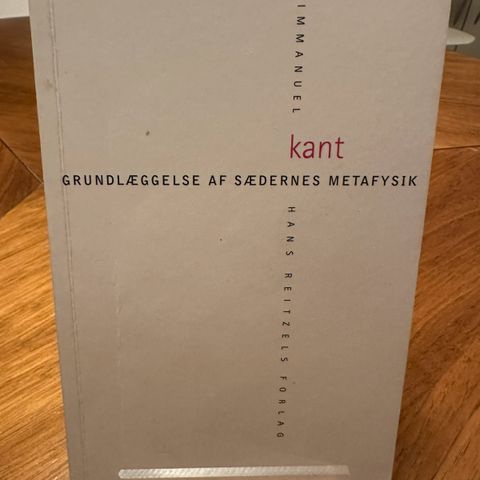 IMMANUEL
kant
GRUNDLÆGGELSE AF SÆDERNES METAFYSIK
HANS REITZELS FORLAG